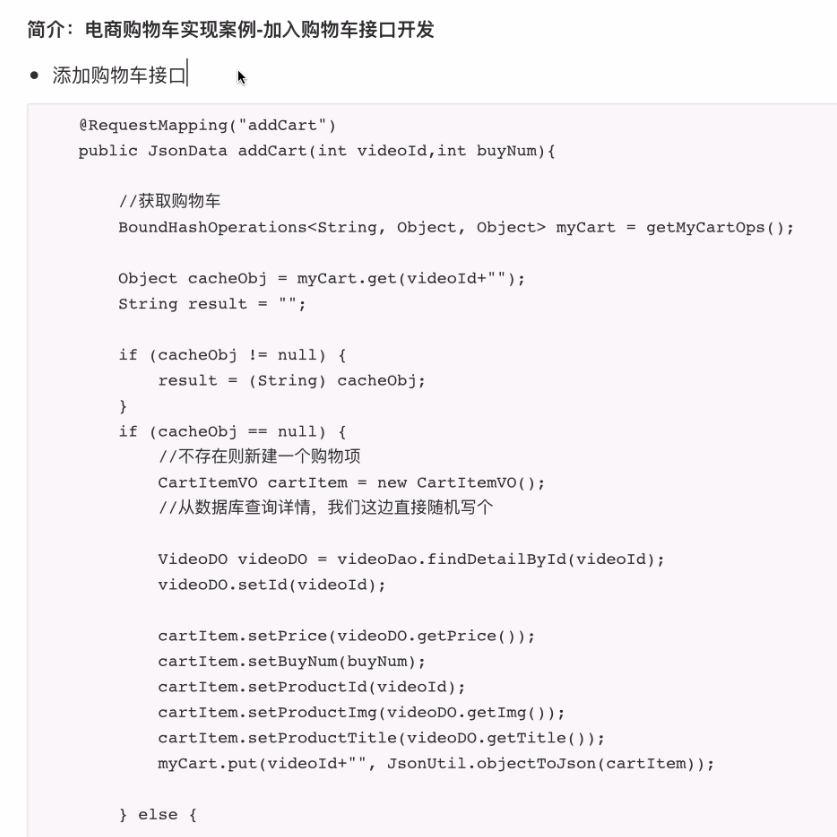 简介：电商购物车实现案例-加入购物车接口开发
添加购物车接口
@RequestMapping("addCart")
public JsonData addCart(int videoId,int buyNum){
//获取购物车
BoundHashOperations<String, Object, Object> myCart = getMyCartOps();
Object cacheObj = myCart.get(videoId+"");
String result = "";
if (cacheObj != null) {
result = (String) cacheObj;
}
if (cacheObj == null) {
//不存在则新建一个购物项
CartItemVO cartItem = new CartItemVO();
//从数据库查询详情，我们这边直接随机写个
VideoDO videoDO = videoDao.findDetailById(videoId);
videoDO.setId(videoId);
cartItem.setPrice(videoDO.getPrice());
cartItem.setBuyNum(buyNum);
cartItem.setProductId(videoId);
cartItem.setProductImg(videoDO.getImg());
cartItem.setProductTitle(videoDO.getTitle());
myCart.put(videoId+"", JsonUtil.objectToJson(cartItem));
} else {